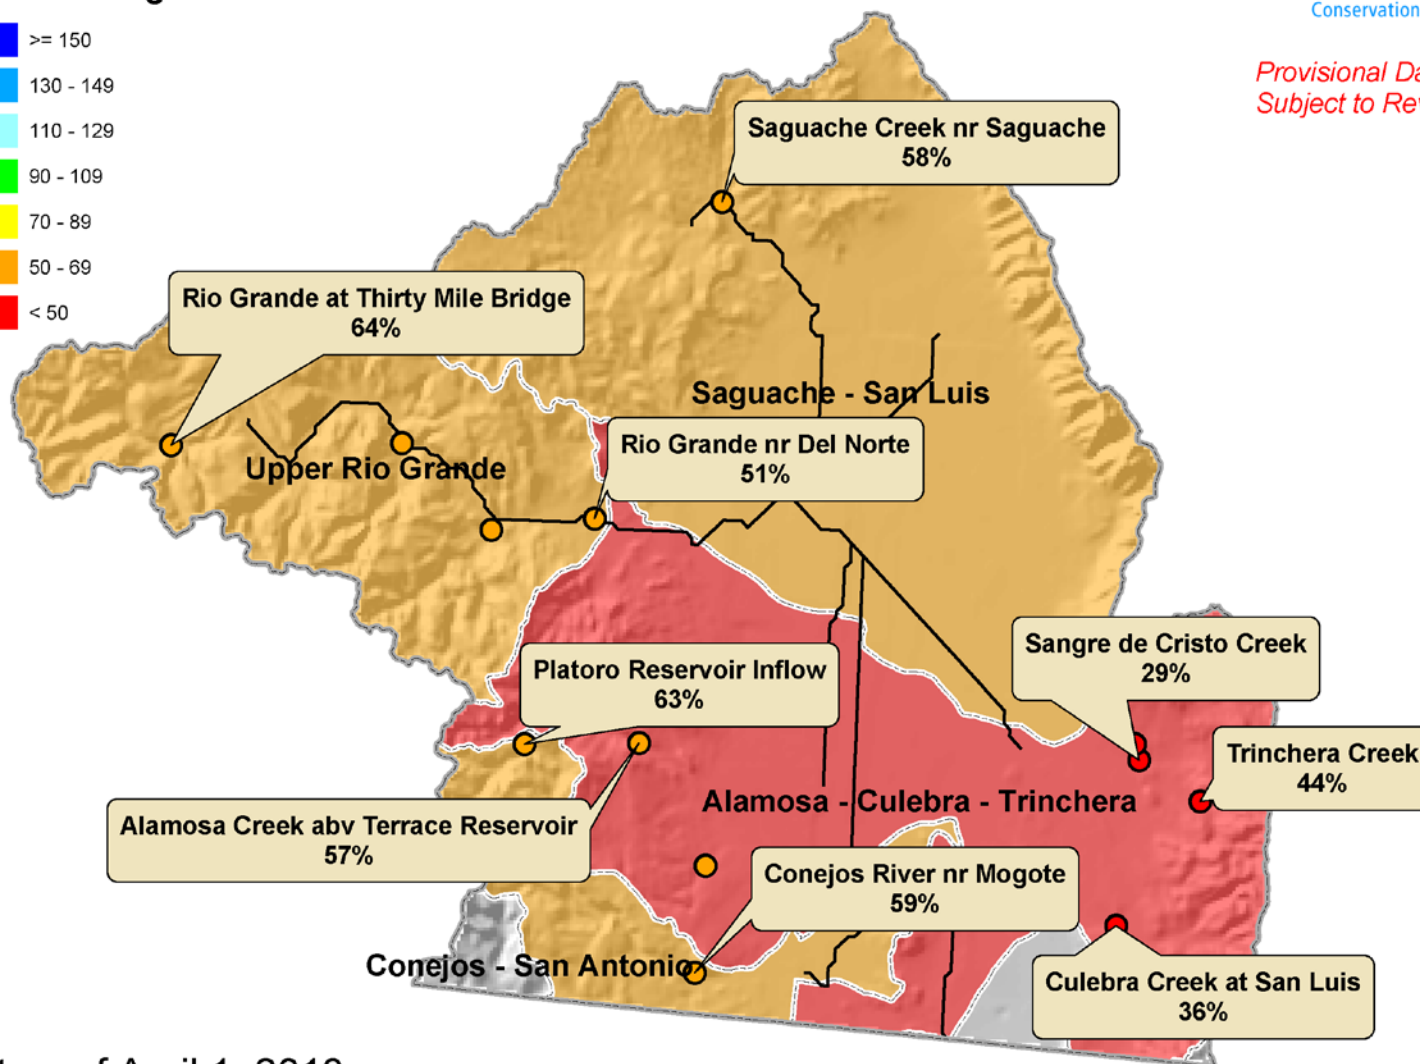 Conservation
Provisional
Subject to
>= 150
130 - 149
110 - 129
90 - 109
70 - 89
50 - 69
< 50
Saguache Creek nr Saguache
58%
Rio Grande at Thirty Mile Bridge
64%
Saguache - San Luis
Rio Grande nr Del Norte
51%
Upper Rio Grande
Sangre de Cristo Creek
29%
Platoro Reservoir Inflow
63%
Trinchera Creek
44%
Alamosa - Culebra - Trinchera
Alamosa Creek abv Terrace Reservoir
57%
Conejos River nr Mogote
59%
Conejos - San Antonio
Culebra Creek at San Luis
36%